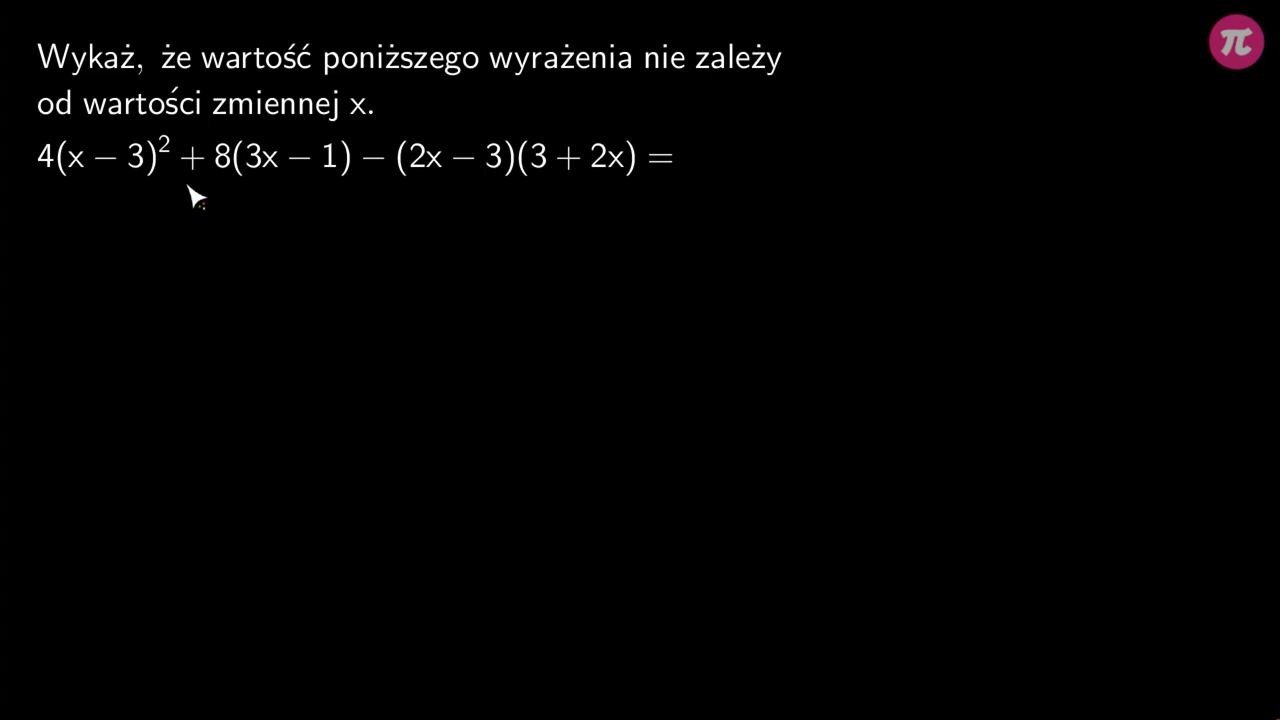 Wykaż, że wartość poniższego wyrażenia nie zależy
od wartości zmiennej x.
4(x − 3)² + 8(3x − 1) − (2x − 3)(3 + 2x) =
π